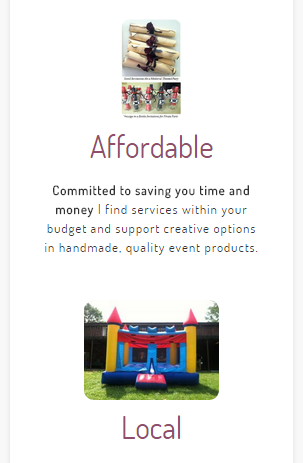 Affordable
Committed to saving you time and
money | find services within your
budget and support creative options
in handmade, quality event products.
Local